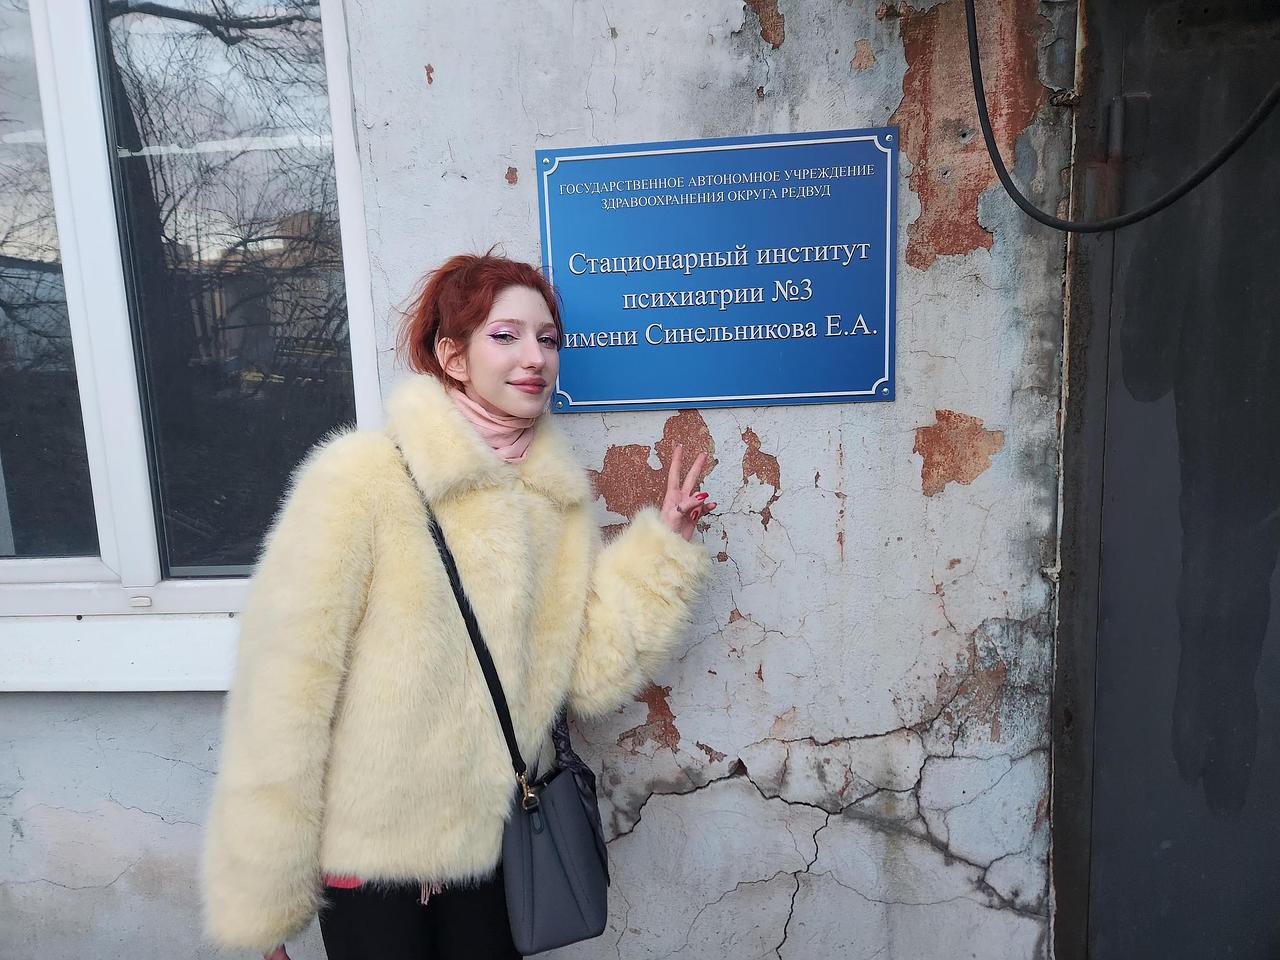 ГОСУДАРСТВЕННОЕ АВТОНОМНОЕ УЧРЕЖДЕНИЕ
ЗДРАВООХРАНЕНИЯ ОКРУГА РЕДВУД
Стационарный институт
психиатрии №3
имени Синельникова Е.А.